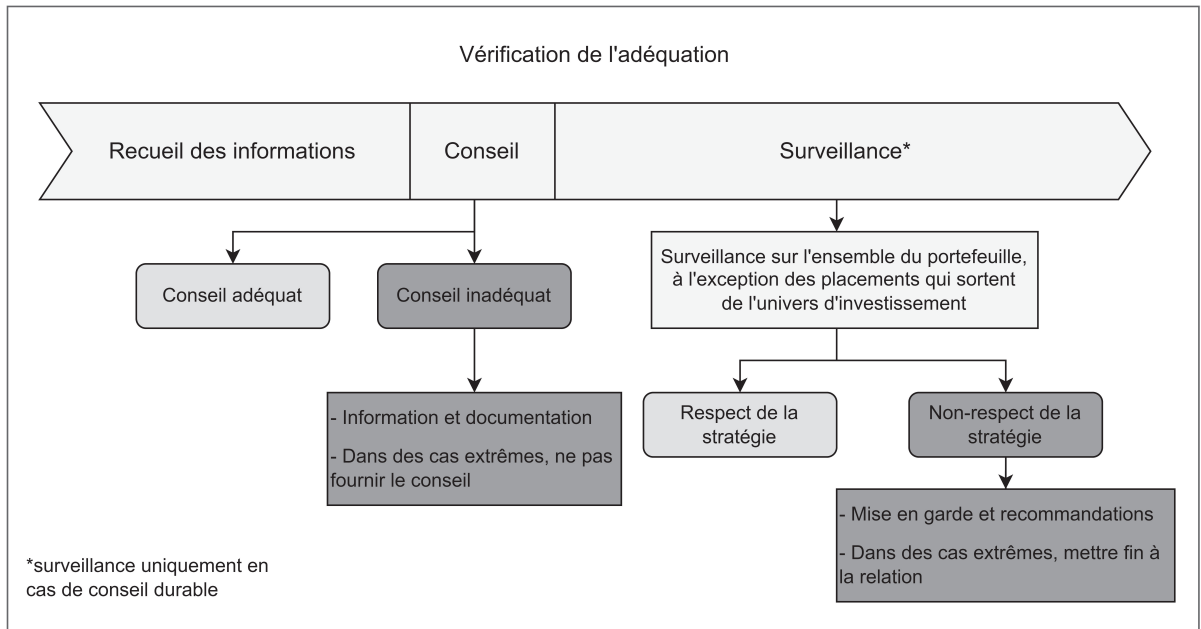 Vérification de l'adéquation
Recueil des informations
Conseil
Surveillance*
Conseil adéquat
Conseil inadéquat
Surveillance sur l'ensemble du portefeuille,
à l'exception des placements qui sortent
de l'univers d'investissement
- Information et documentation
- Dans des cas extrêmes, ne pas
fournir le conseil
Respect de la
stratégie
Non-respect de la
stratégie
- Mise en garde et recommandations
- Dans des cas extrêmes, mettre fin à
la relation
*surveillance uniquement en
cas de conseil durable